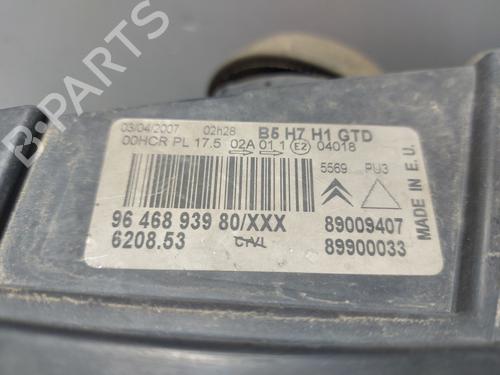 03/04/2007 02h28 B5 H7 H1 GTD
00HCR PL 17.5 02A 01 1 E2 04018
5569 PU3
MADE IN E.U.
96 468 939 80/XXX 89009407
6208.53 89900033
B-PARTS